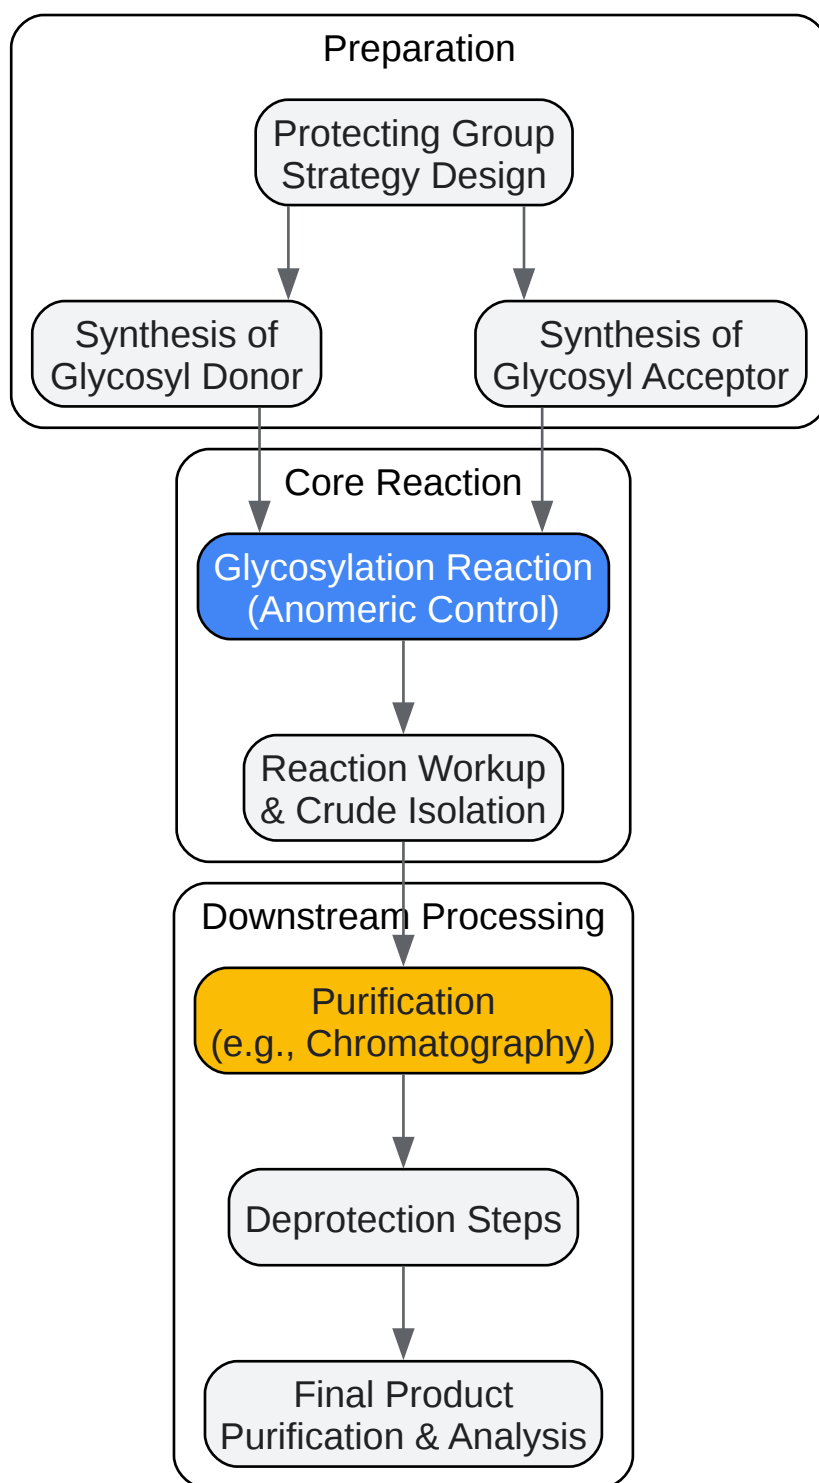 Preparation
Protecting Group
Strategy Design
Synthesis of
Glycosyl Donor
Synthesis of
Glycosyl Acceptor
Core Reaction
Glycosylation Reaction
(Anomeric Control)
Reaction Workup
& Crude Isolation
Downstream Processing
Purification
(e.g., Chromatography)
Deprotection Steps
Final Product
Purification & Analysis